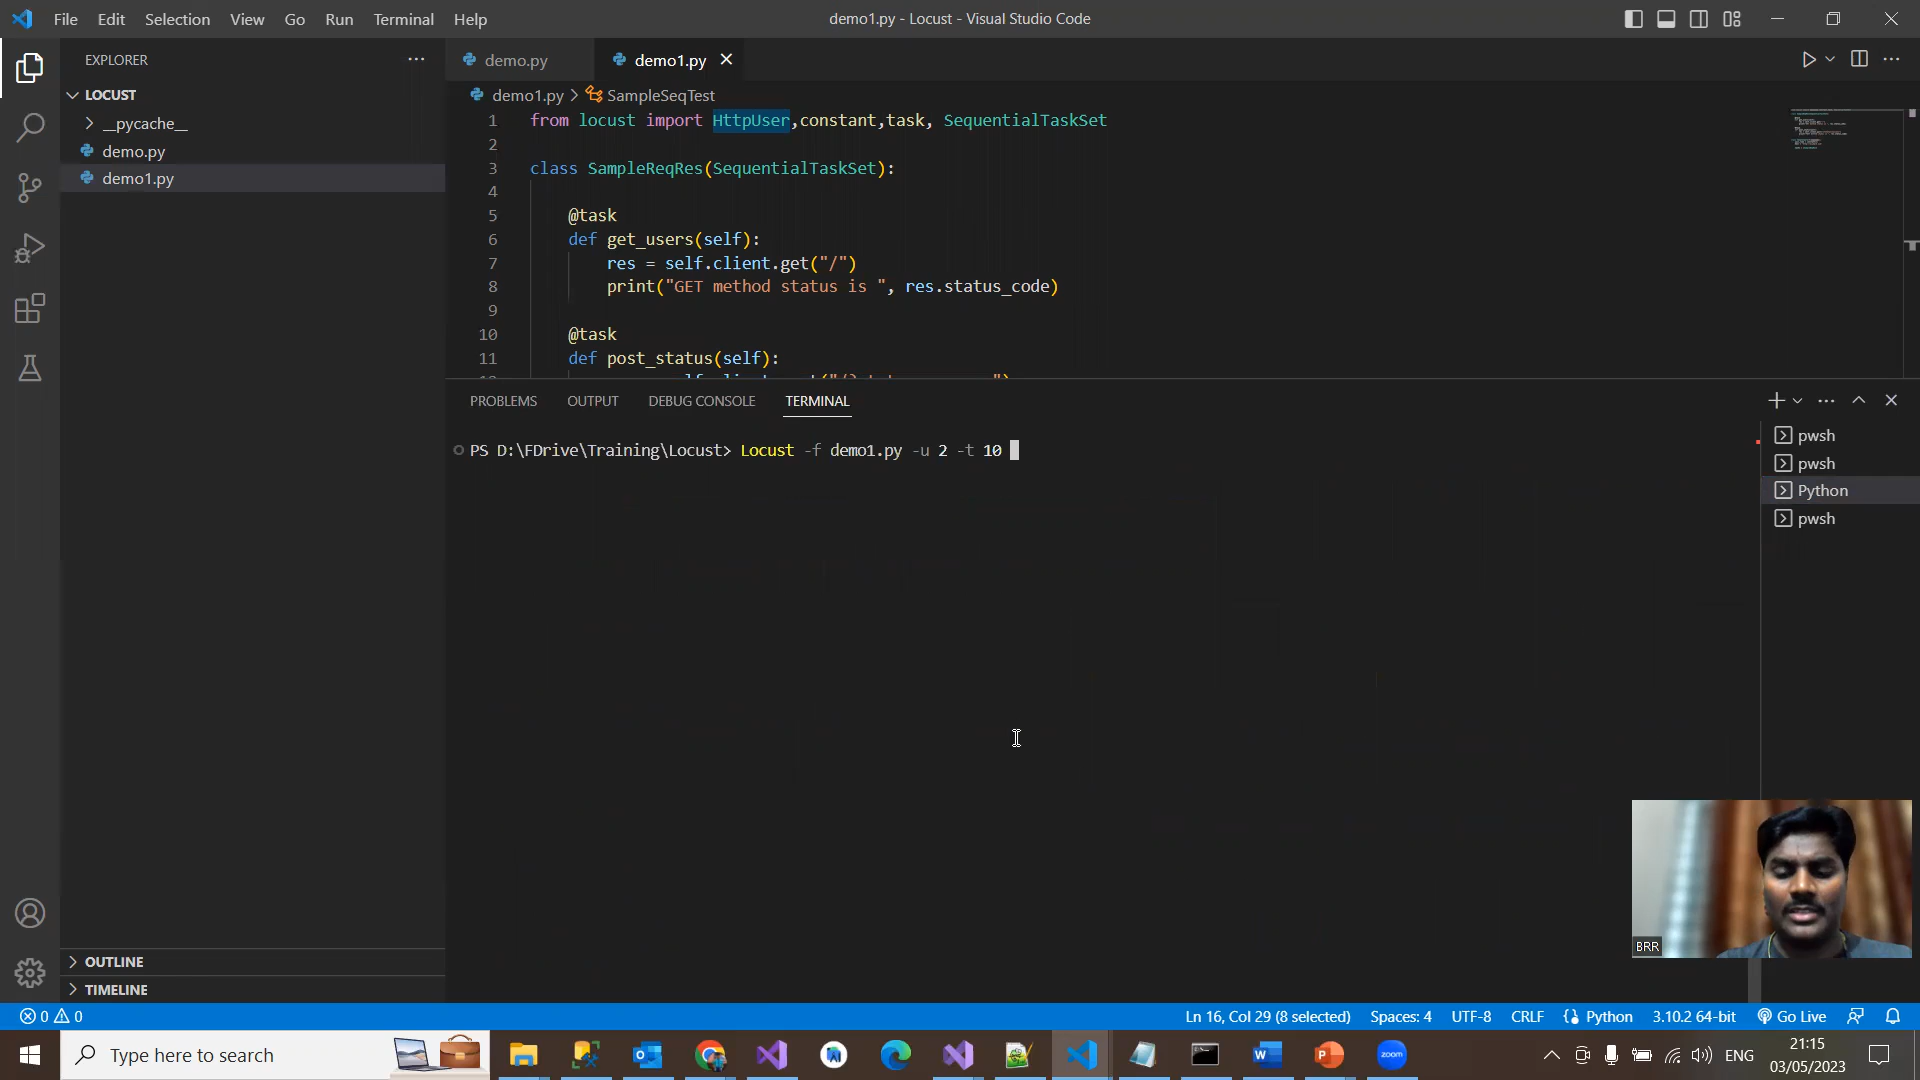 File Edit Selection View Go Run Terminal Help
demo1.py - Locust - Visual Studio Code
EXPLORER
LOCUST
__pycache__
demo.py
demo1.py
OUTLINE
TIMELINE
demo.py
demo1.py
demo1.py > SampleSeqTest
1 from locust import HttpUser,constant,task, SequentialTaskSet
2
3 class SampleReqRes(SequentialTaskSet):
4
5 @task
6 def get_users(self):
7 res = self.client.get("/")
8 print("GET method status is ", res.status_code)
9
10 @task
11 def post_status(self):
PROBLEMS OUTPUT DEBUG CONSOLE TERMINAL
PS D:\FDrive\Training\Locust> Locust -f demo1.py -u 2 -t 10
pwsh
pwsh
Python
pwsh
BRR
0 0
Ln 16, Col 29 (8 selected) Spaces: 4 UTF-8 CRLF Python 3.10.2 64-bit Go Live
Type here to search
zoom
ENG
21:15
03/05/2023